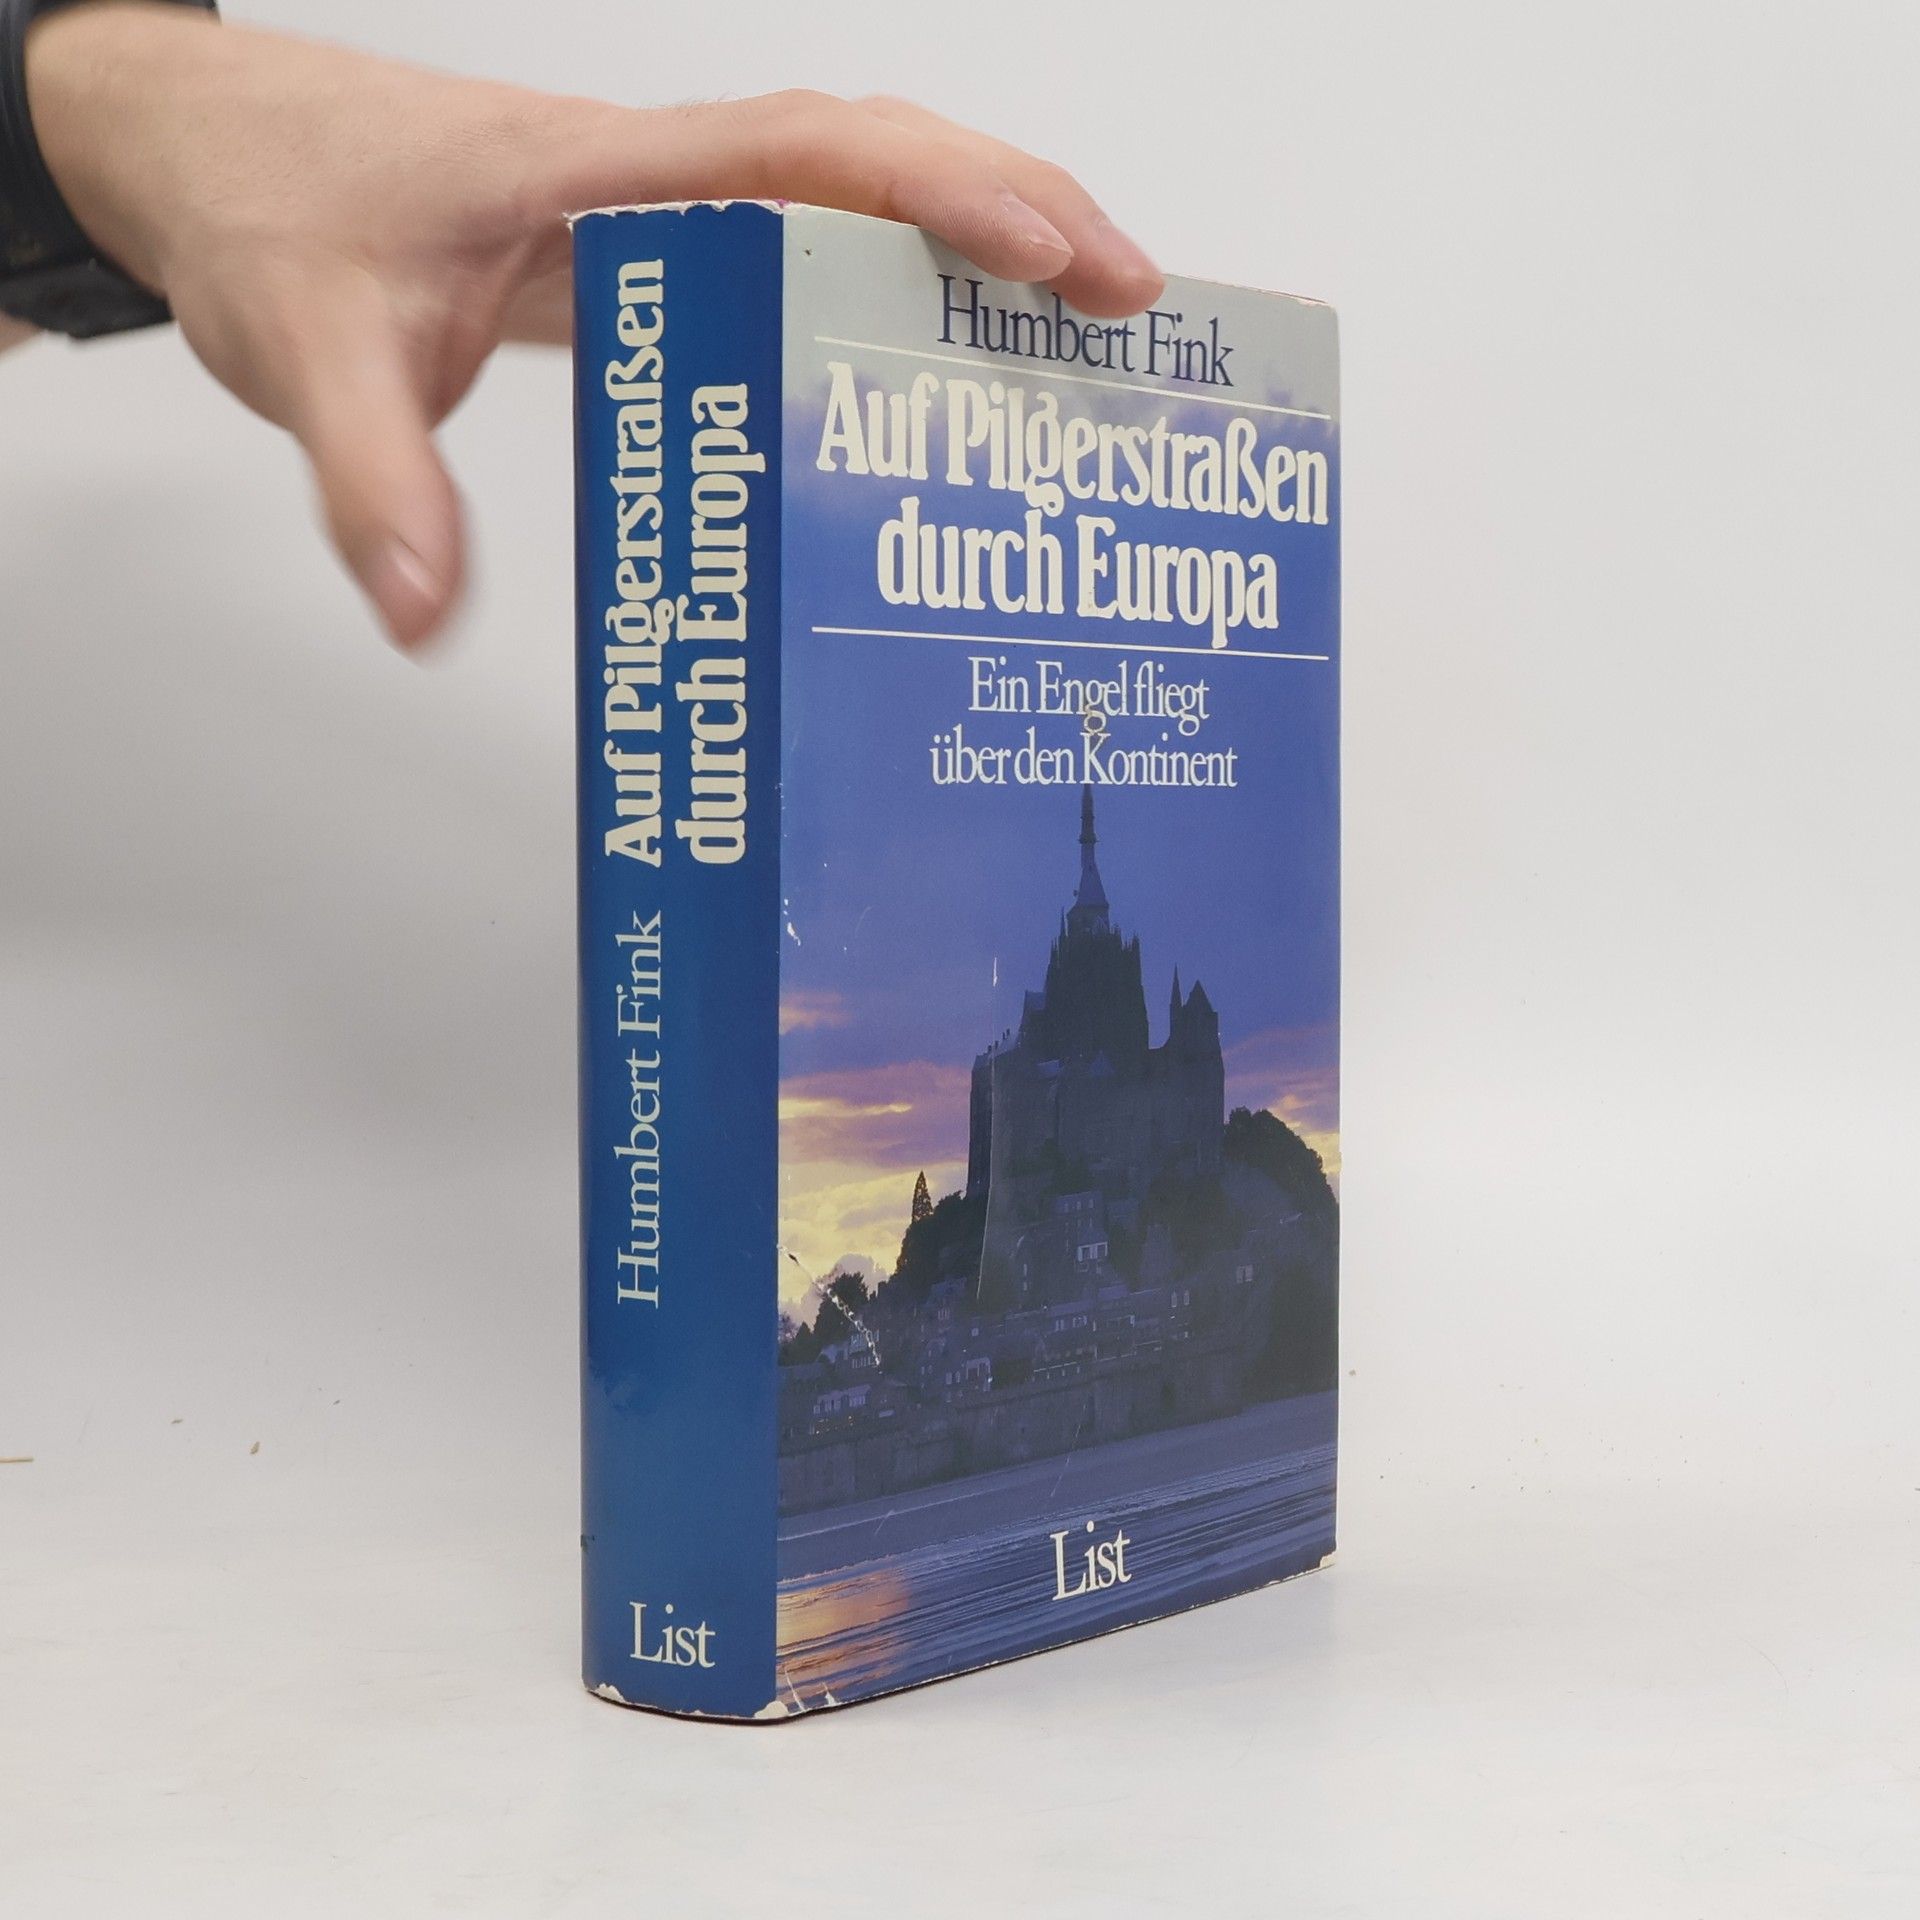 Humbert Fink
Auf Pilgerstraßen
durch Europa
Ein Engel fliegt
über den Kontinent
List
Humbert Fink
Auf Pilgerstraßen
durch Europa
List